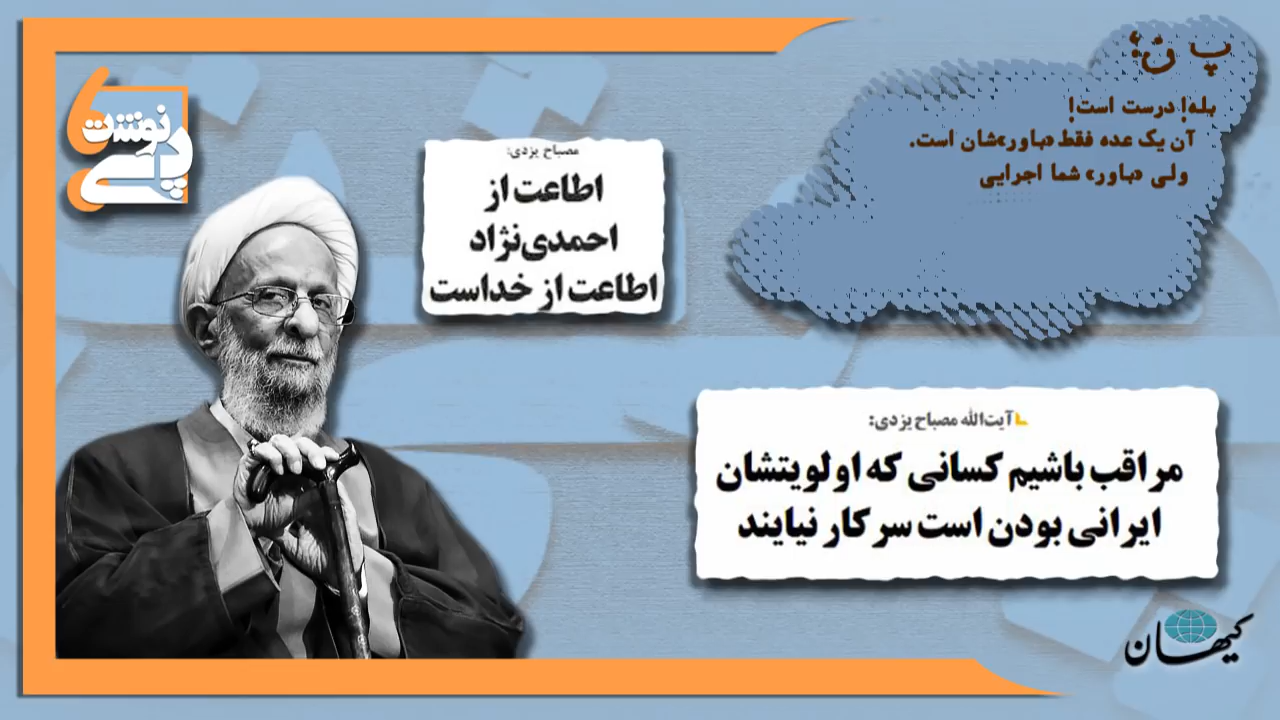 پ ن:
بله! درست است!
آن یک عده فقط «باور»شان است.
ولی «باور» شما اجرایی
پی نوشت
مصباح یزدی:
اطاعت از
احمدی‌نژاد
اطاعت از خداست
آیت‌الله مصباح یزدی:
مراقب باشیم کسانی که اولویتشان
ایرانی بودن است سر کار نیایند
کیهان